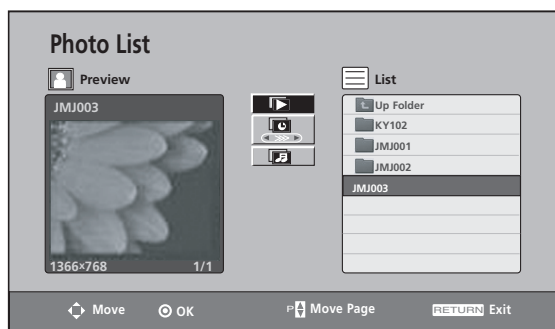 Photo List
Preview
JMJ003
1366×768 1/1
List
Up Folder
KY102
JMJ001
JMJ002
JMJ003
Move OK P Move Page RETURN Exit